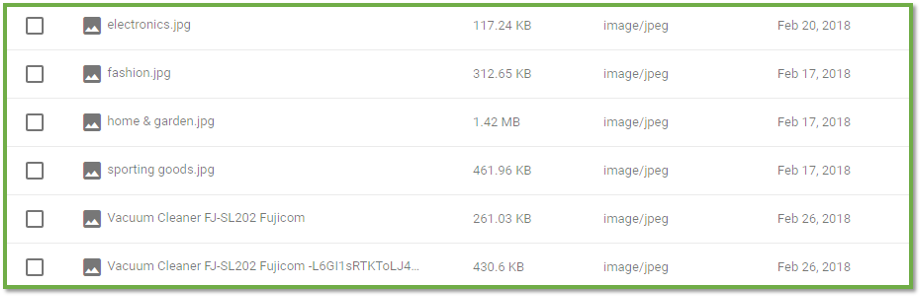 electronics.jpg 117.24 KB image/jpeg Feb 20, 2018
fashion.jpg 312.65 KB image/jpeg Feb 17, 2018
home & garden.jpg 1.42 MB image/jpeg Feb 17, 2018
sporting goods.jpg 461.96 KB image/jpeg Feb 17, 2018
Vacuum Cleaner FJ-SL202 Fujicom 261.03 KB image/jpeg Feb 26, 2018
Vacuum Cleaner FJ-SL202 Fujicom -L6GI1sRTKToLJ4... 430.6 KB image/jpeg Feb 26, 2018